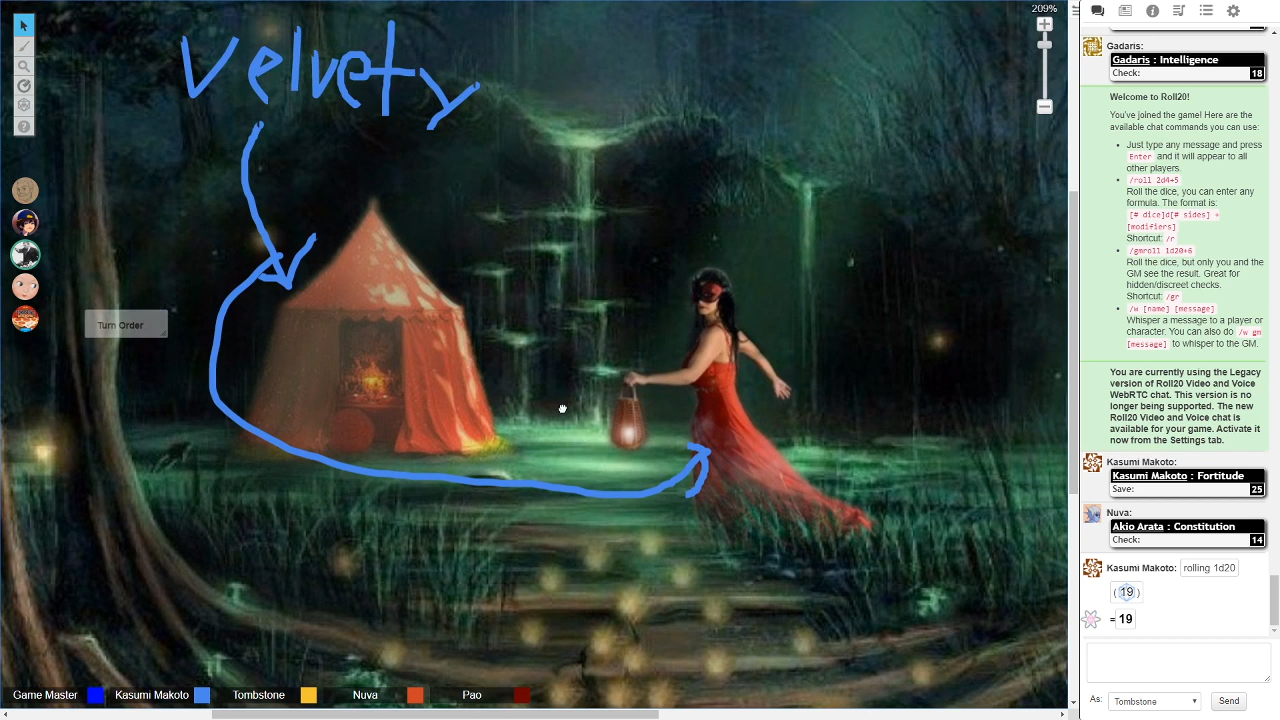 209%
Velvety
Turn Order
Game Master
Kasumi Makoto
Tombstone
Nuva
Pao
Gadaris:
Gadaris : Intelligence
Check:
18
Welcome to Roll20!
You've joined the game! Here are the
available chat commands you can use:
Just type any message and press
Enter and it will appear to all
other players.
/roll 2d4+5
Roll the dice, you can enter any
formula. The format is:
[# dice]d[# sides] +
[modifiers]
Shortcut: /r
/gmroll 1d20+6
Roll the dice, but only you and the
GM see the result. Great for
hidden/discreet checks.
Shortcut: /gr
/w [name] [message]
Whisper a message to a player or
character. You can also do /w gm
[message] to whisper to the GM.
You are currently using the Legacy
version of Roll20 Video and Voice
WebRTC chat. This version is no
longer being supported. The new
Roll20 Video and Voice chat is
available for your game. Activate it
now from the Settings tab.
Kasumi Makoto:
Kasumi Makoto : Fortitude
Save:
25
Nuva:
Akio Arata : Constitution
Check:
14
Kasumi Makoto: rolling 1d20
(19)
=19
As: Tombstone
Send